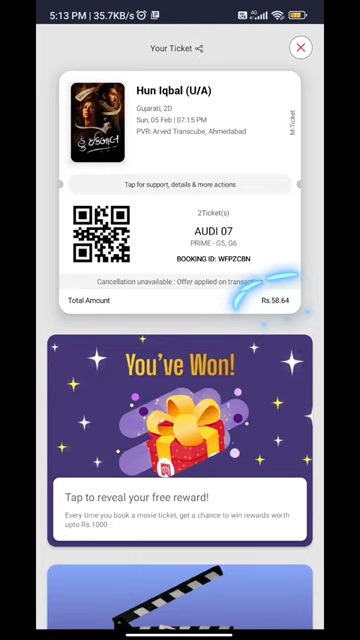 5:13 PM | 35.7KB/s
4G
Your Ticket
Hun Iqbal (U/A)
Gujarati, 2D
Sun, 05 Feb | 07:15 PM
PVR: Arved Transcube, Ahmedabad
M-Ticket
હું ઇકબાલ
Tap for support, details & more actions
2Ticket(s)
AUDI 07
PRIME - G5, G6
BOOKING ID: WFPZCBN
Cancellation unavailable : Offer applied on transac
Total Amount
Rs.58.64
You've Won!
Tap to reveal your free reward!
Every time you book a movie ticket, get a chance to win rewards worth
upto Rs.1000